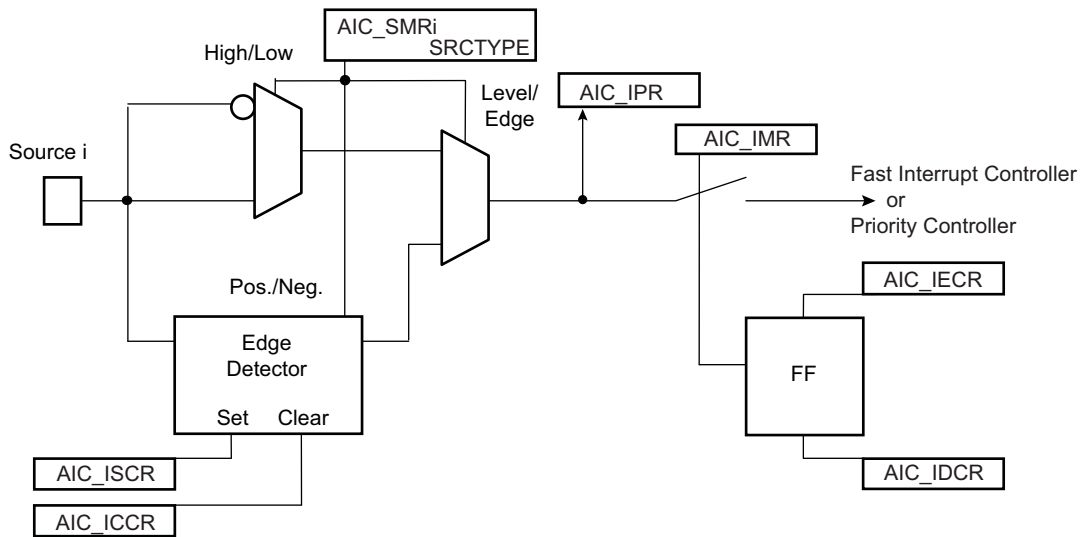 AIC_SMRi
SRCTYPE
High/Low
Level/
Edge
AIC_IPR
AIC_IMR
Source i
Fast Interrupt Controller
or
Priority Controller
Pos./Neg.
AIC_IECR
Edge
Detector
FF
Set Clear
AIC_ISCR
AIC_IDCR
AIC_ICCR